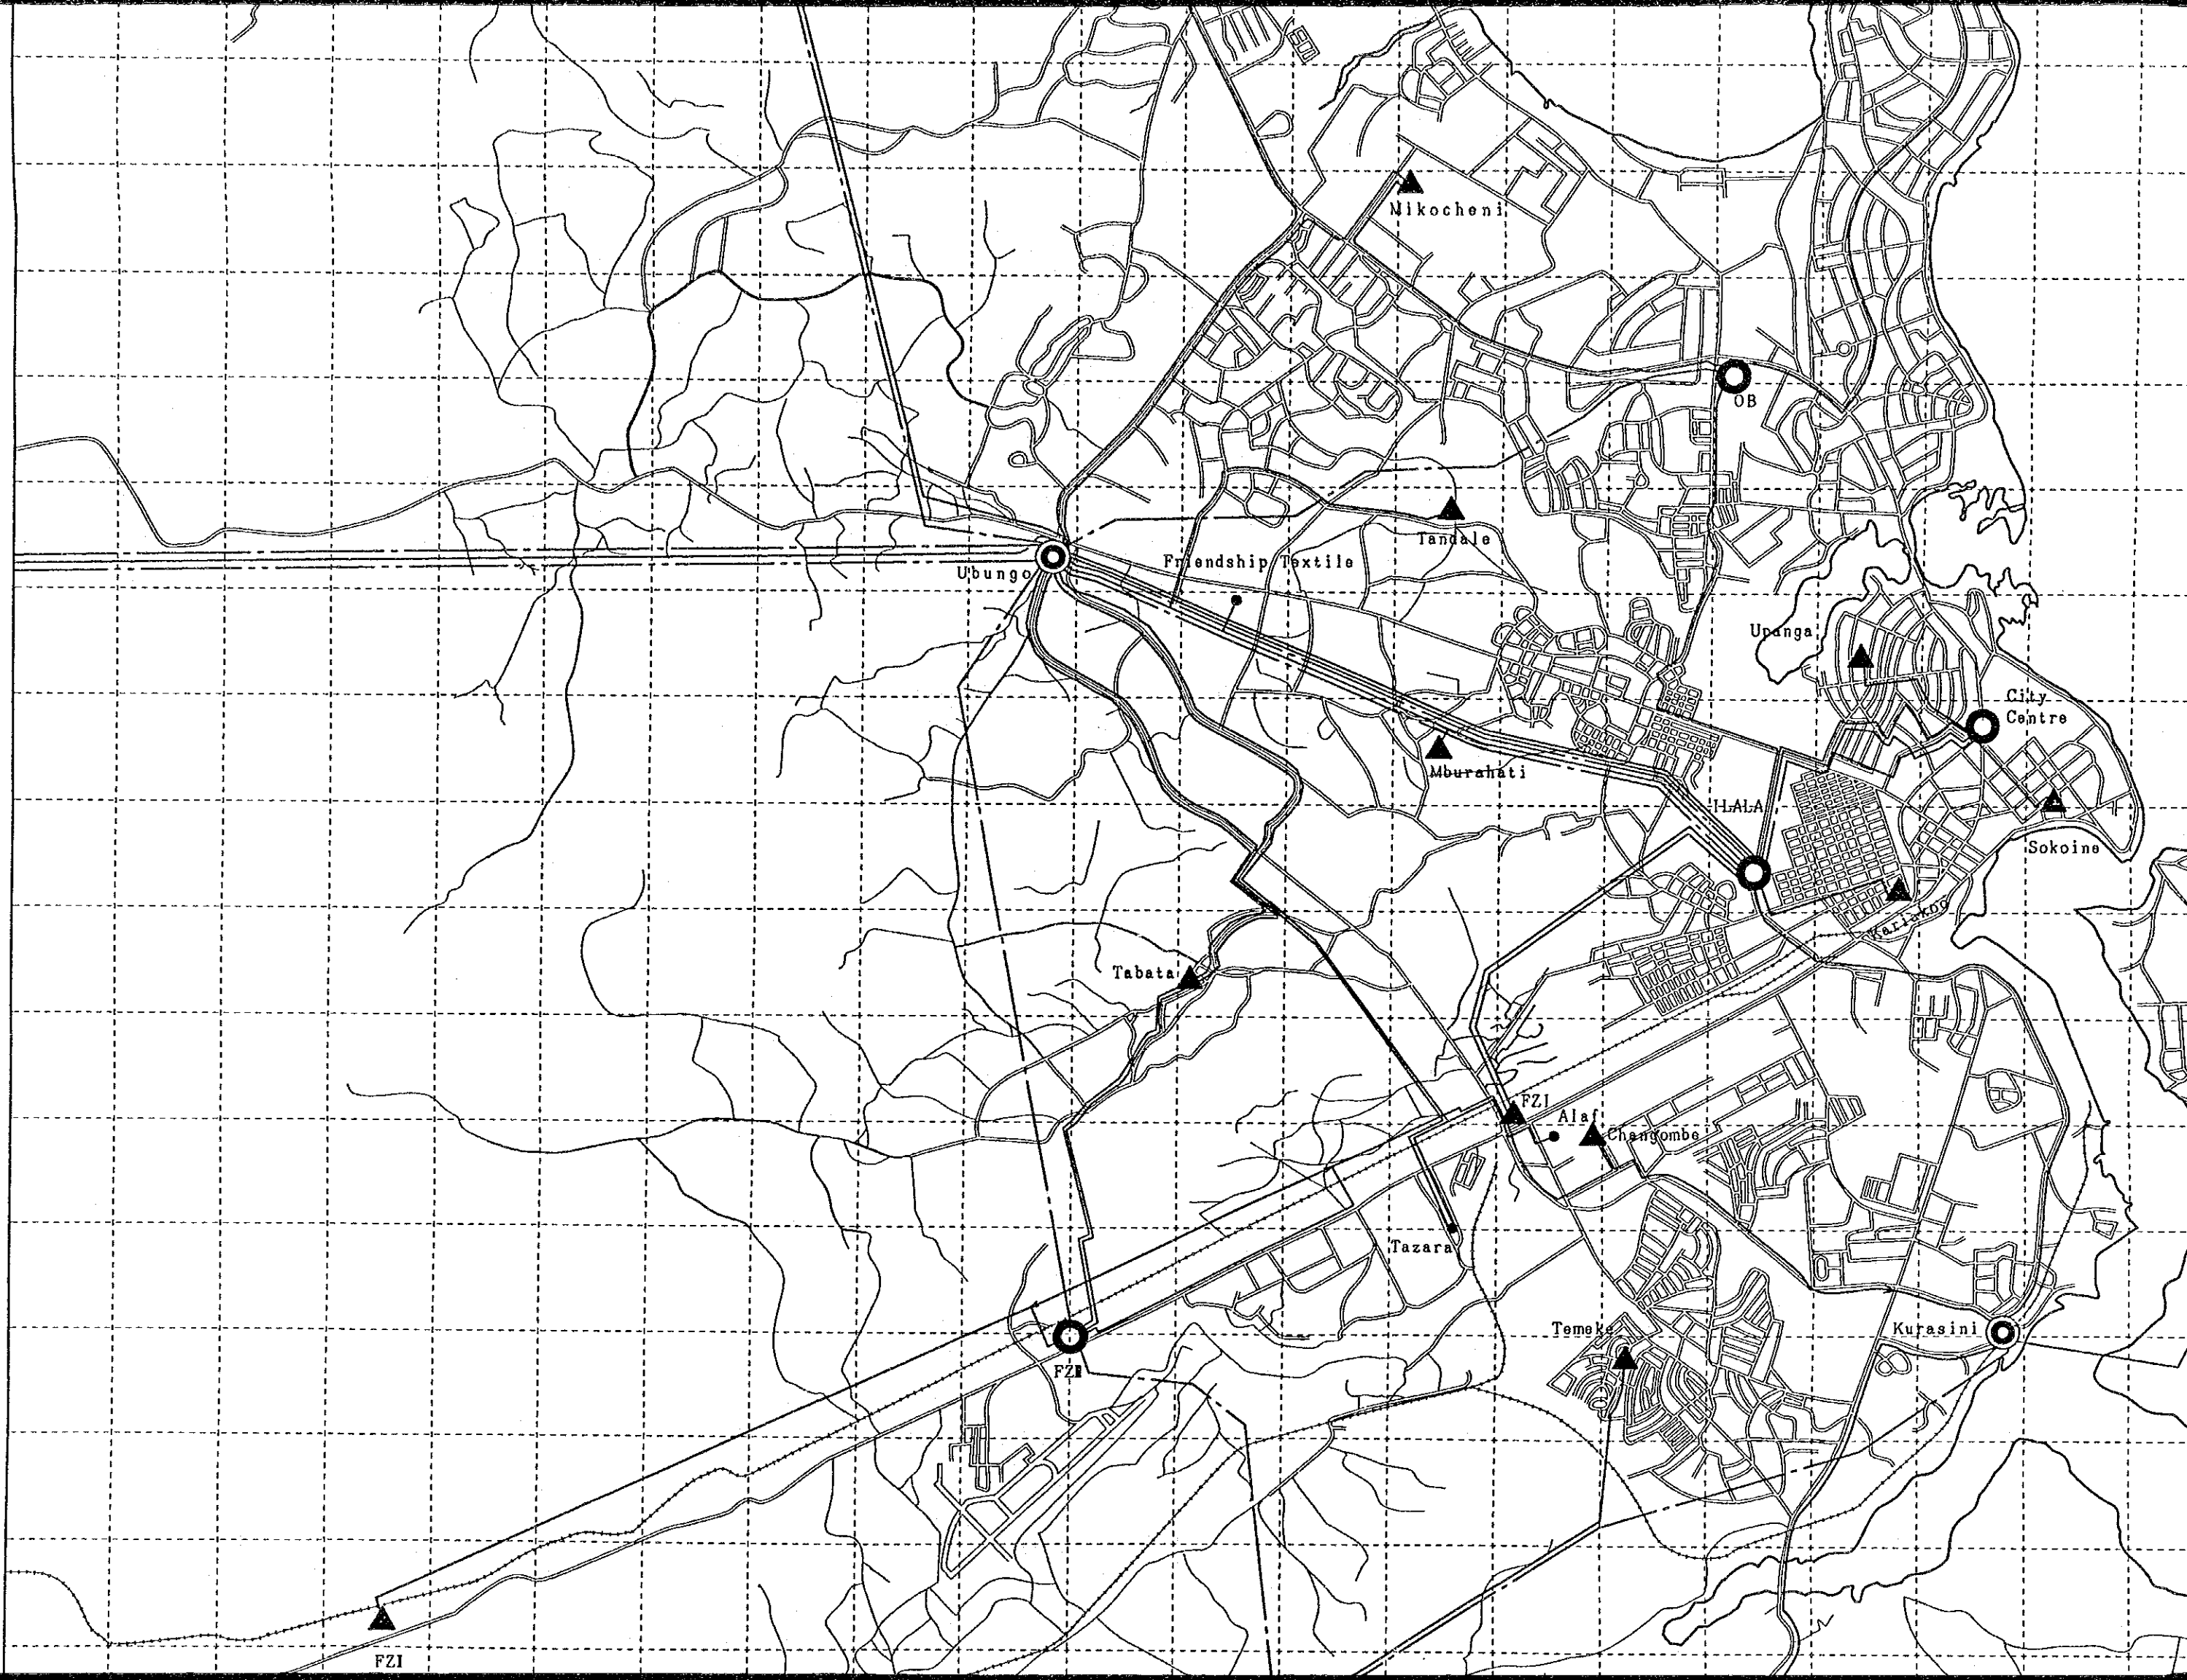 Mikocheni
OB
Tandale
Friendship Textile
Ubungo
Upanga
City
Centre
Mburahati
ILALA
Sokoine
Kariakoo
Tabata
FZI
Alaf
Changombe
Tazara
Temeke
Kurasini
FZⅢ
FZI